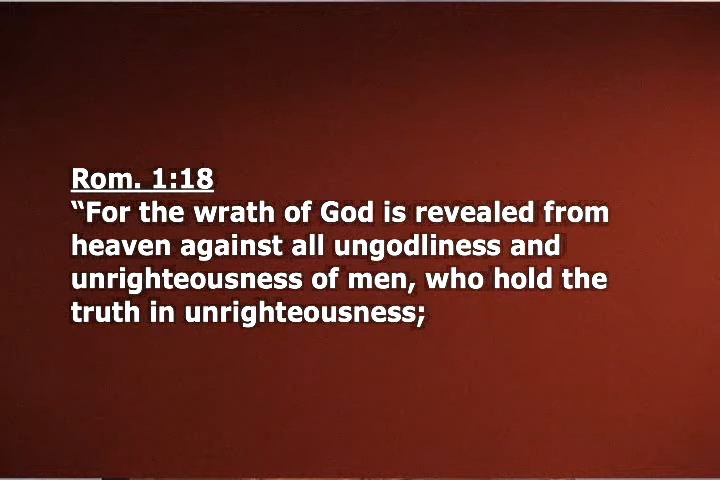 Rom. 1:18
“For the wrath of God is revealed from
heaven against all ungodliness and
unrighteousness of men, who hold the
truth in unrighteousness;